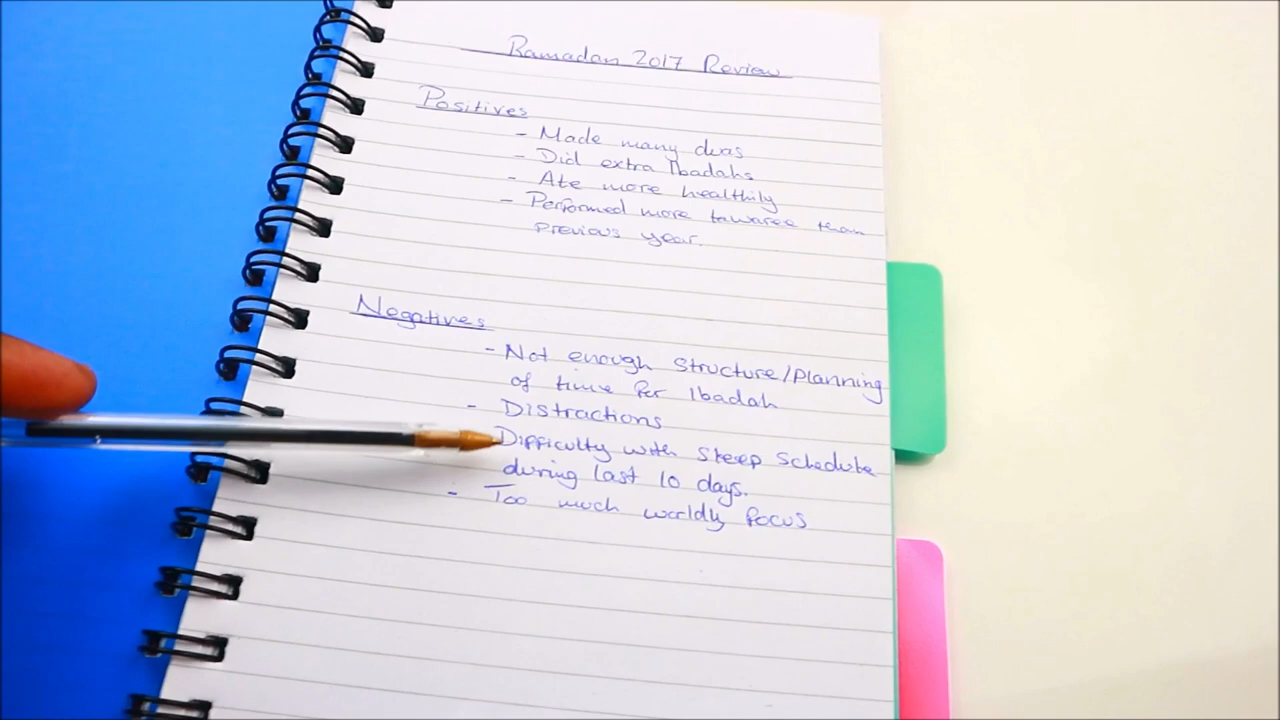 Ramadan 2017 Review
Positives
- Made many duas
- Did extra Ibadahs
- Ate more healthily
- Performed more tawaree than
previous year.
Negatives
- Not enough structure/planning
of time for Ibadah
- Distractions
Difficulty with sleep schedule
during last 10 days.
- Too much worldly focus